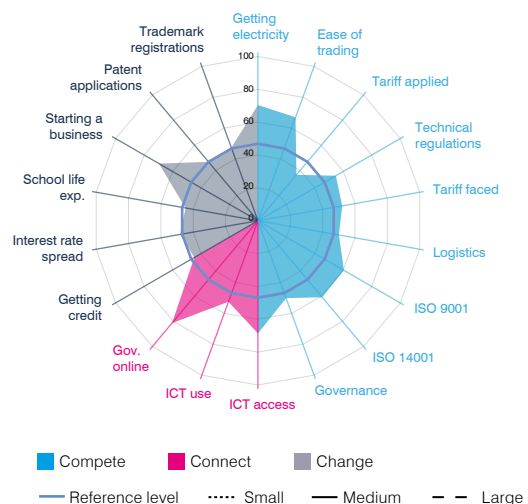 Getting
electricity
Ease of
trading
Tariff applied
Technical
regulations
Tariff faced
Logistics
ISO 9001
ISO 14001
Governance
ICT access
ICT use
Gov.
online
Getting
credit
Interest rate
spread
School life
exp.
Starting a
business
Patent
applications
Trademark
registrations
100
80
60
40
20
0
Compete Connect Change
Reference level Small Medium Large